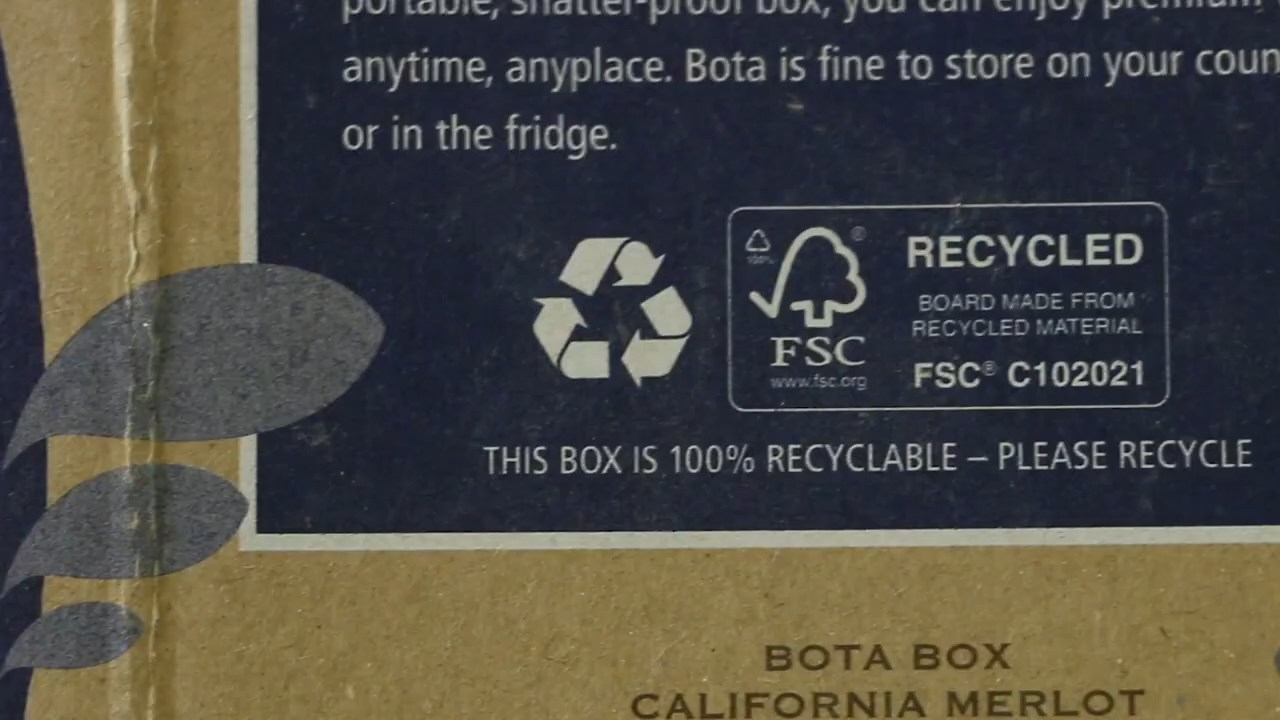 portable, shatter-proof box, you can enjoy premium
anytime, anyplace. Bota is fine to store on your coun
or in the fridge.
100%
®
RECYCLED
BOARD MADE FROM
RECYCLED MATERIAL
FSC
www.fsc.org
FSC® C102021
THIS BOX IS 100% RECYCLABLE – PLEASE RECYCLE
BOTA BOX
CALIFORNIA MERLOT